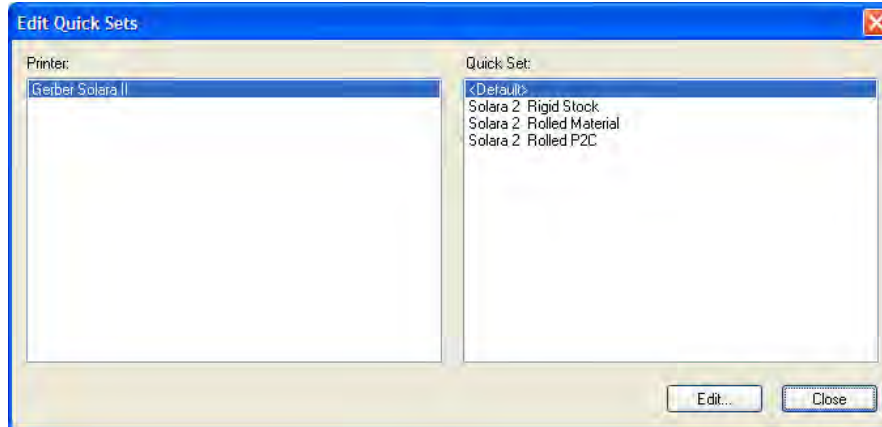 Edit Quick Sets
Printer:
Gerber Solara II
Quick Set:
<Default>
Solara 2 Rigid Stock
Solara 2 Rolled Material
Solara 2 Rolled P2C
Edit...
Close